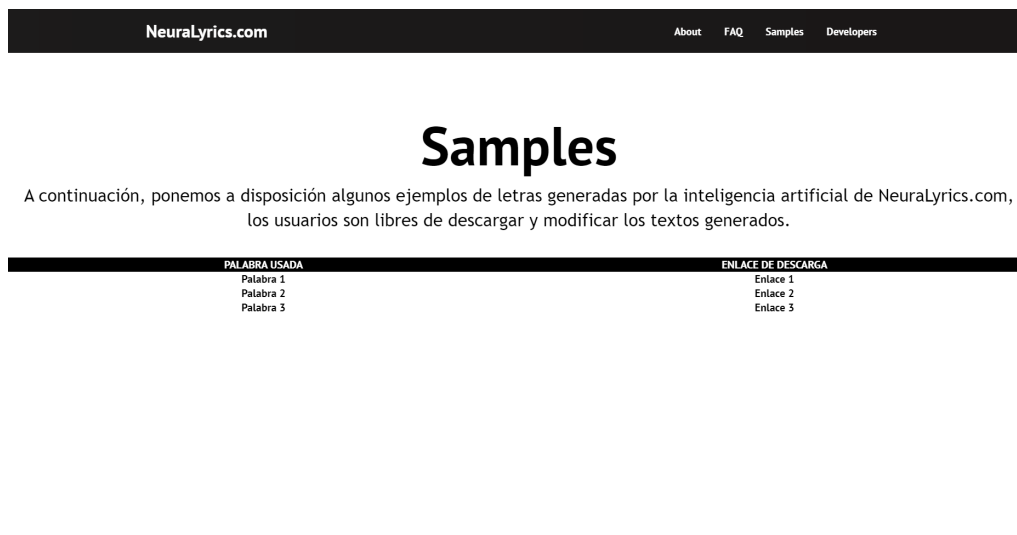 NeuraLyrics.com About FAQ Samples Developers
Samples
A continuación, ponemos a disposición algunos ejemplos de letras generadas por la inteligencia artificial de NeuraLyrics.com,
los usuarios son libres de descargar y modificar los textos generados.
PALABRA USADA ENLACE DE DESCARGA
Palabra 1 Enlace 1
Palabra 2 Enlace 2
Palabra 3 Enlace 3